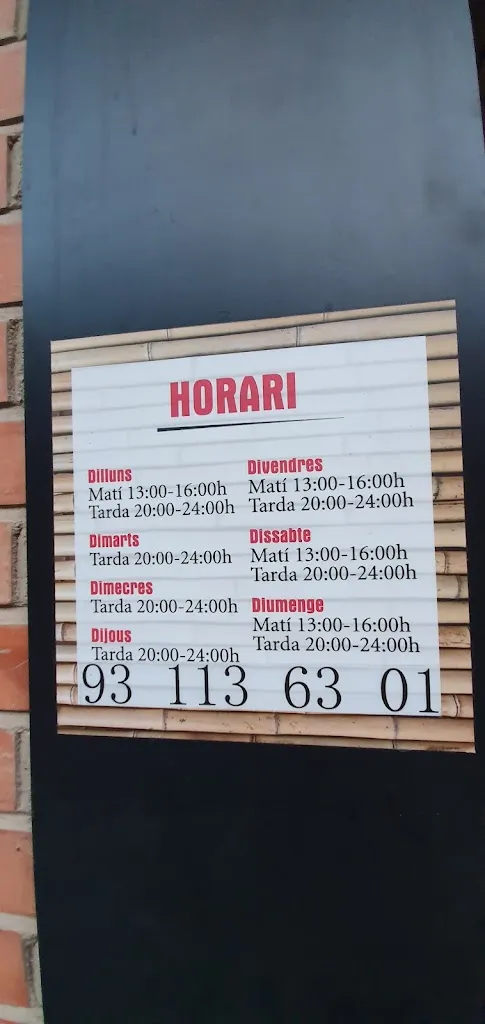 HORARI
Dilluns
Matí 13:00-16:00h
Tarda 20:00-24:00h
Dimarts
Tarda 20:00-24:00h
Dimecres
Tarda 20:00-24:00h
Dijous
Tarda 20:00-24:00h
Divendres
Matí 13:00-16:00h
Tarda 20:00-24:00h
Dissabte
Matí 13:00-16:00h
Tarda 20:00-24:00h
Diumenge
Matí 13:00-16:00h
Tarda 20:00-24:00h
93 113 63 01